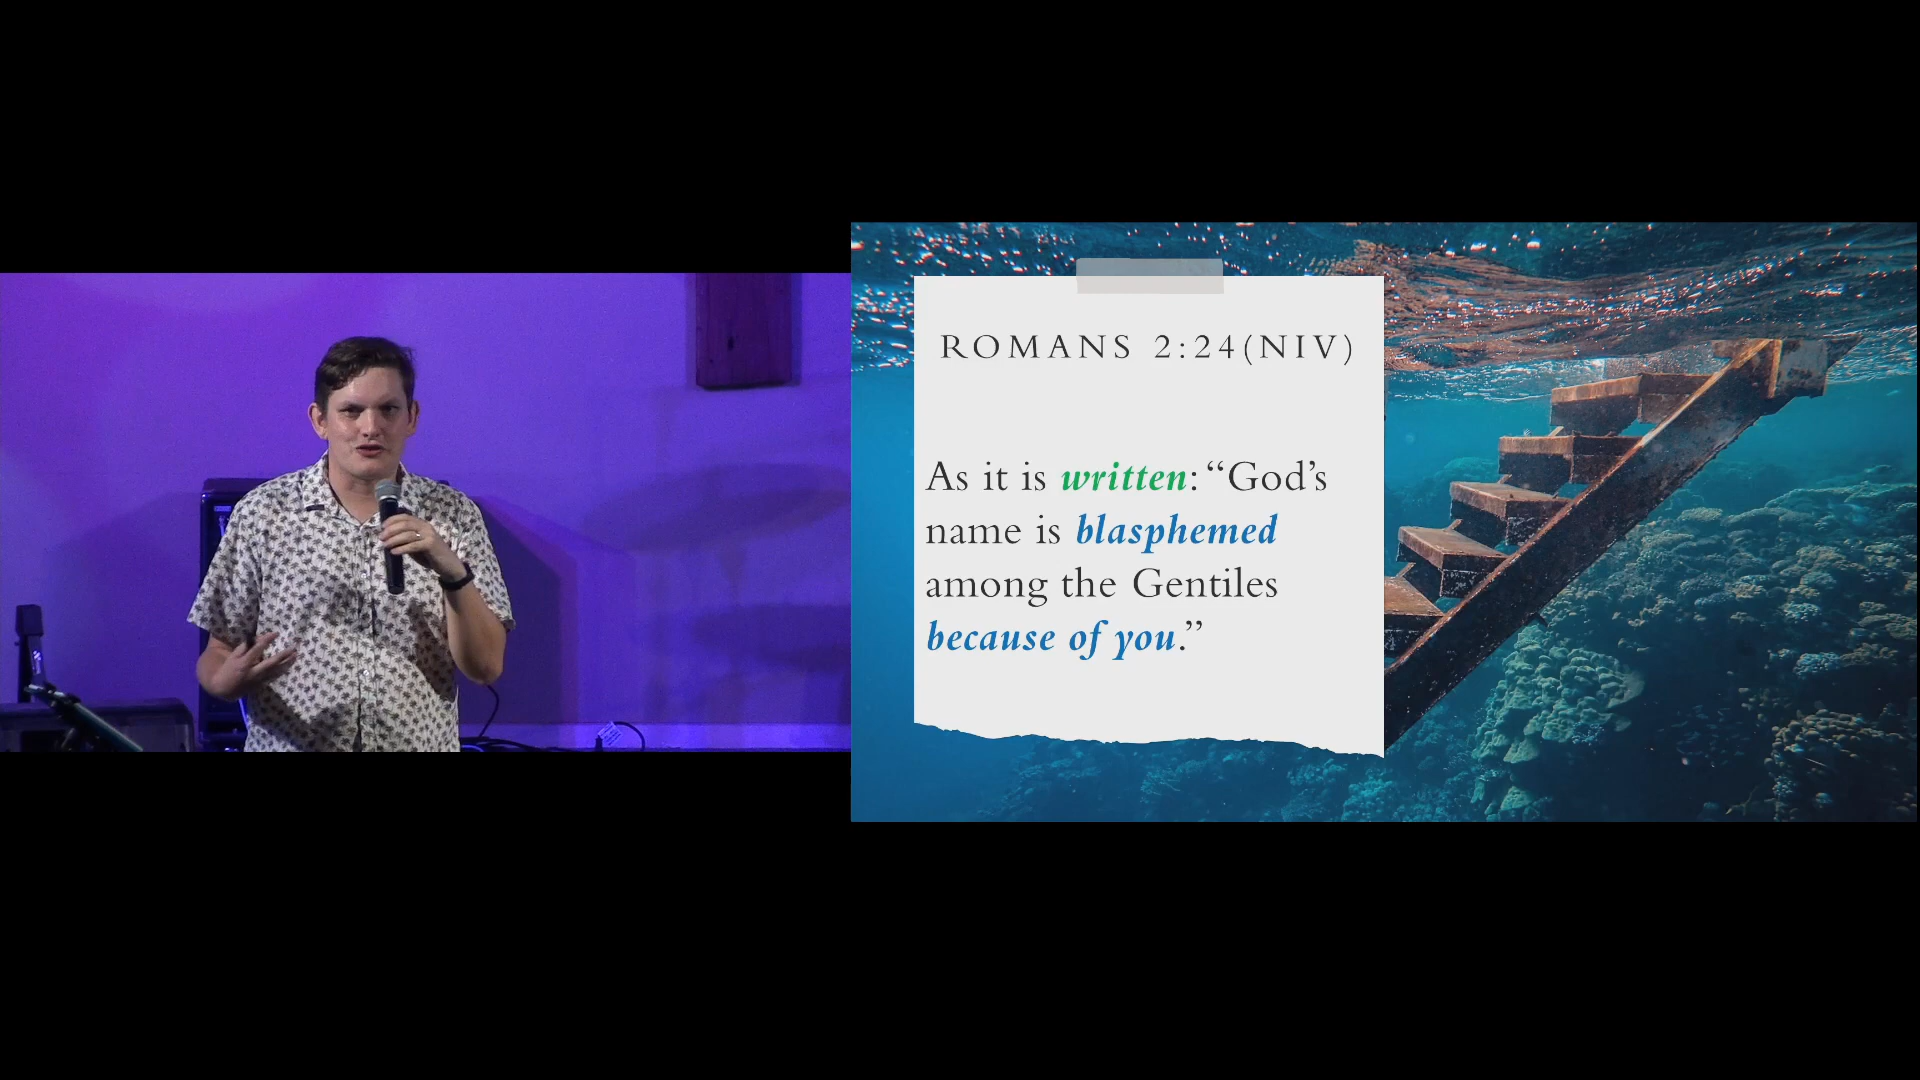 ROMANS 2:24(NIV)
As it is written: “God’s
name is blasphemed
among the Gentiles
because of you.”